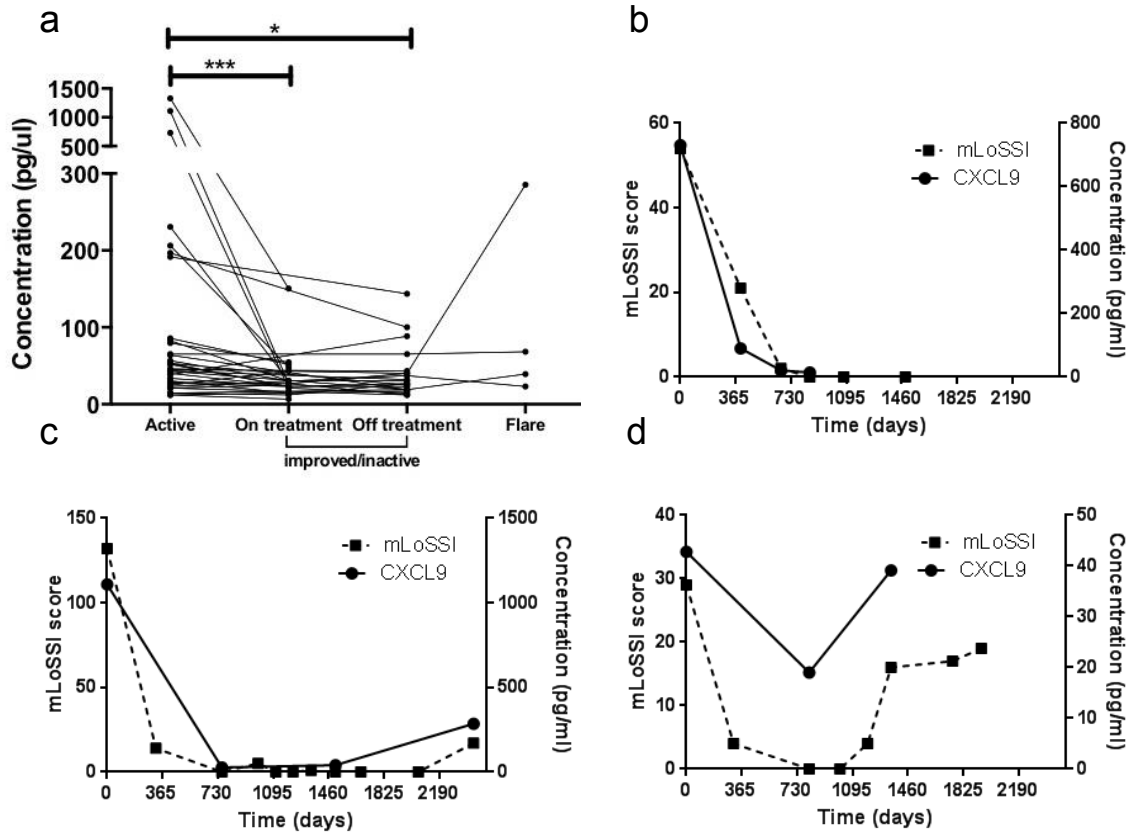 a
*
***
1500
1000
500
300
200
100
0
Concentration (pg/ul)
Active On treatment Off treatment Flare
improved/inactive
b
60
40
20
0
mLoSSI score
mLoSSI
CXCL9
800
600
400
200
0
Concentration (pg/ml)
0 365 730 1095 1460 1825 2190
Time (days)
c
150
100
50
0
mLoSSI score
mLoSSI
CXCL9
1500
1000
500
0
Concentration (pg/ml)
0 365 730 1095 1460 1825 2190
Time (days)
d
40
30
20
10
0
mLoSSI score
mLoSSI
CXCL9
50
40
30
20
10
0
Concentration (pg/ml)
0 365 730 1095 1460 1825 2190
Time (days)